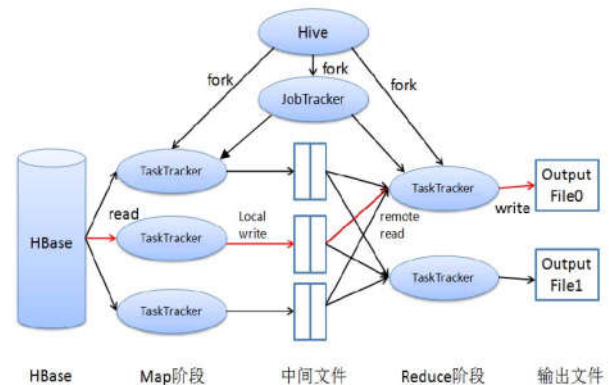 Hive
fork
fork
fork
JobTracker
TaskTracker
TaskTracker
Output
File0
write
read
HBase
TaskTracker
Local
write
remote
read
TaskTracker
Output
File1
TaskTracker
HBase
Map阶段
中间文件
Reduce阶段
输出文件